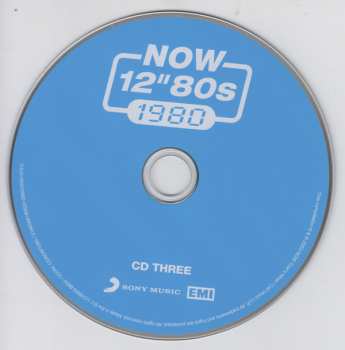 NOW
12"80s
1980
CD THREE
SONY MUSIC EMI